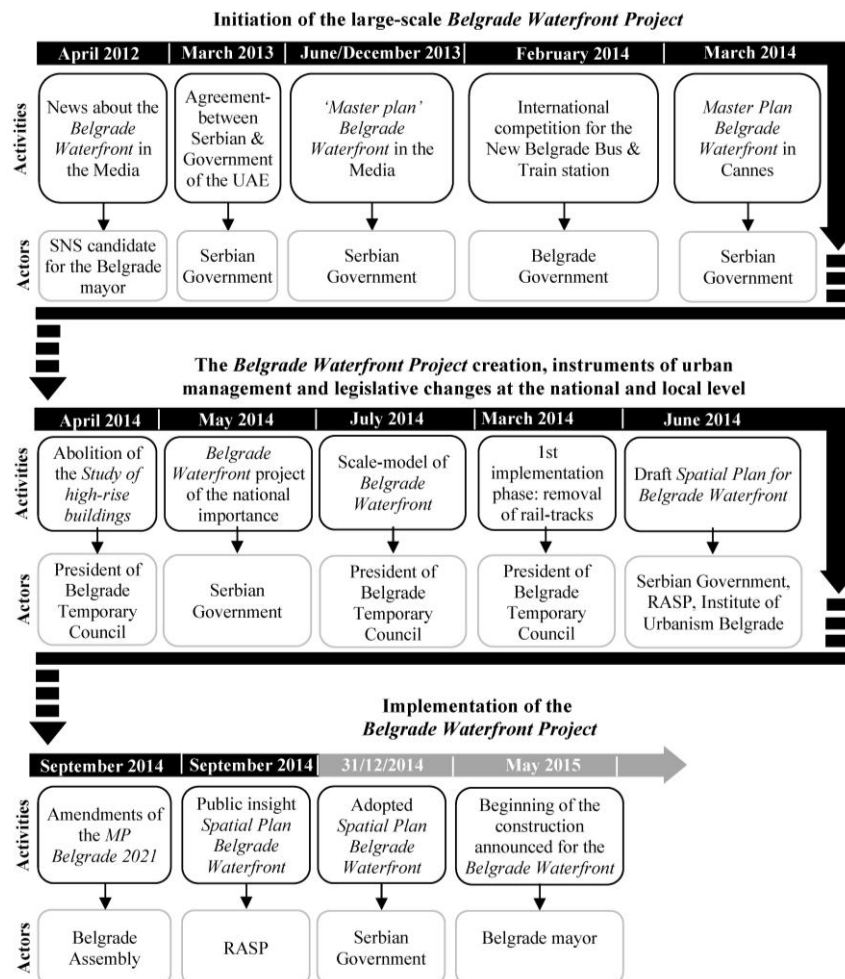 Initiation of the large-scale Belgrade Waterfront Project
April 2012
March 2013
June/December 2013
February 2014
March 2014
Activities
News about the
Belgrade
Waterfront in
the Media
Agreement-
between
Serbian &
Government
of the UAE
‘Master plan’
Belgrade
Waterfront in the
Media
International
competition for the
New Belgrade Bus &
Train station
Master Plan
Belgrade
Waterfront in
Cannes
Actors
SNS candidate
for the Belgrade
mayor
Serbian
Government
Serbian
Government
Belgrade
Government
Serbian
Government
The Belgrade Waterfront Project creation, instruments of urban
management and legislative changes at the national and local level
April 2014
May 2014
July 2014
March 2014
June 2014
Activities
Abolition of
the Study of
high-rise
buildings
Belgrade
Waterfront project
of the national
importance
Scale-model of
Belgrade
Waterfront
1st
implementation
phase: removal
of rail-tracks
Draft Spatial Plan for
Belgrade Waterfront
Actors
President of
Belgrade
Temporary
Council
Serbian
Government
President of
Belgrade
Temporary
Council
President of
Belgrade
Temporary
Council
Serbian Government,
RASP, Institute of
Urbanism Belgrade
Implementation of the
Belgrade Waterfront Project
September 2014
September 2014
31/12/2014
May 2015
Activities
Amendments of
the MP
Belgrade 2021
Public insight
Spatial Plan
Belgrade
Waterfront
Adopted
Spatial Plan
Belgrade
Waterfront
Beginning of the
construction
announced for the
Belgrade Waterfront
Actors
Belgrade
Assembly
RASP
Serbian
Government
Belgrade mayor